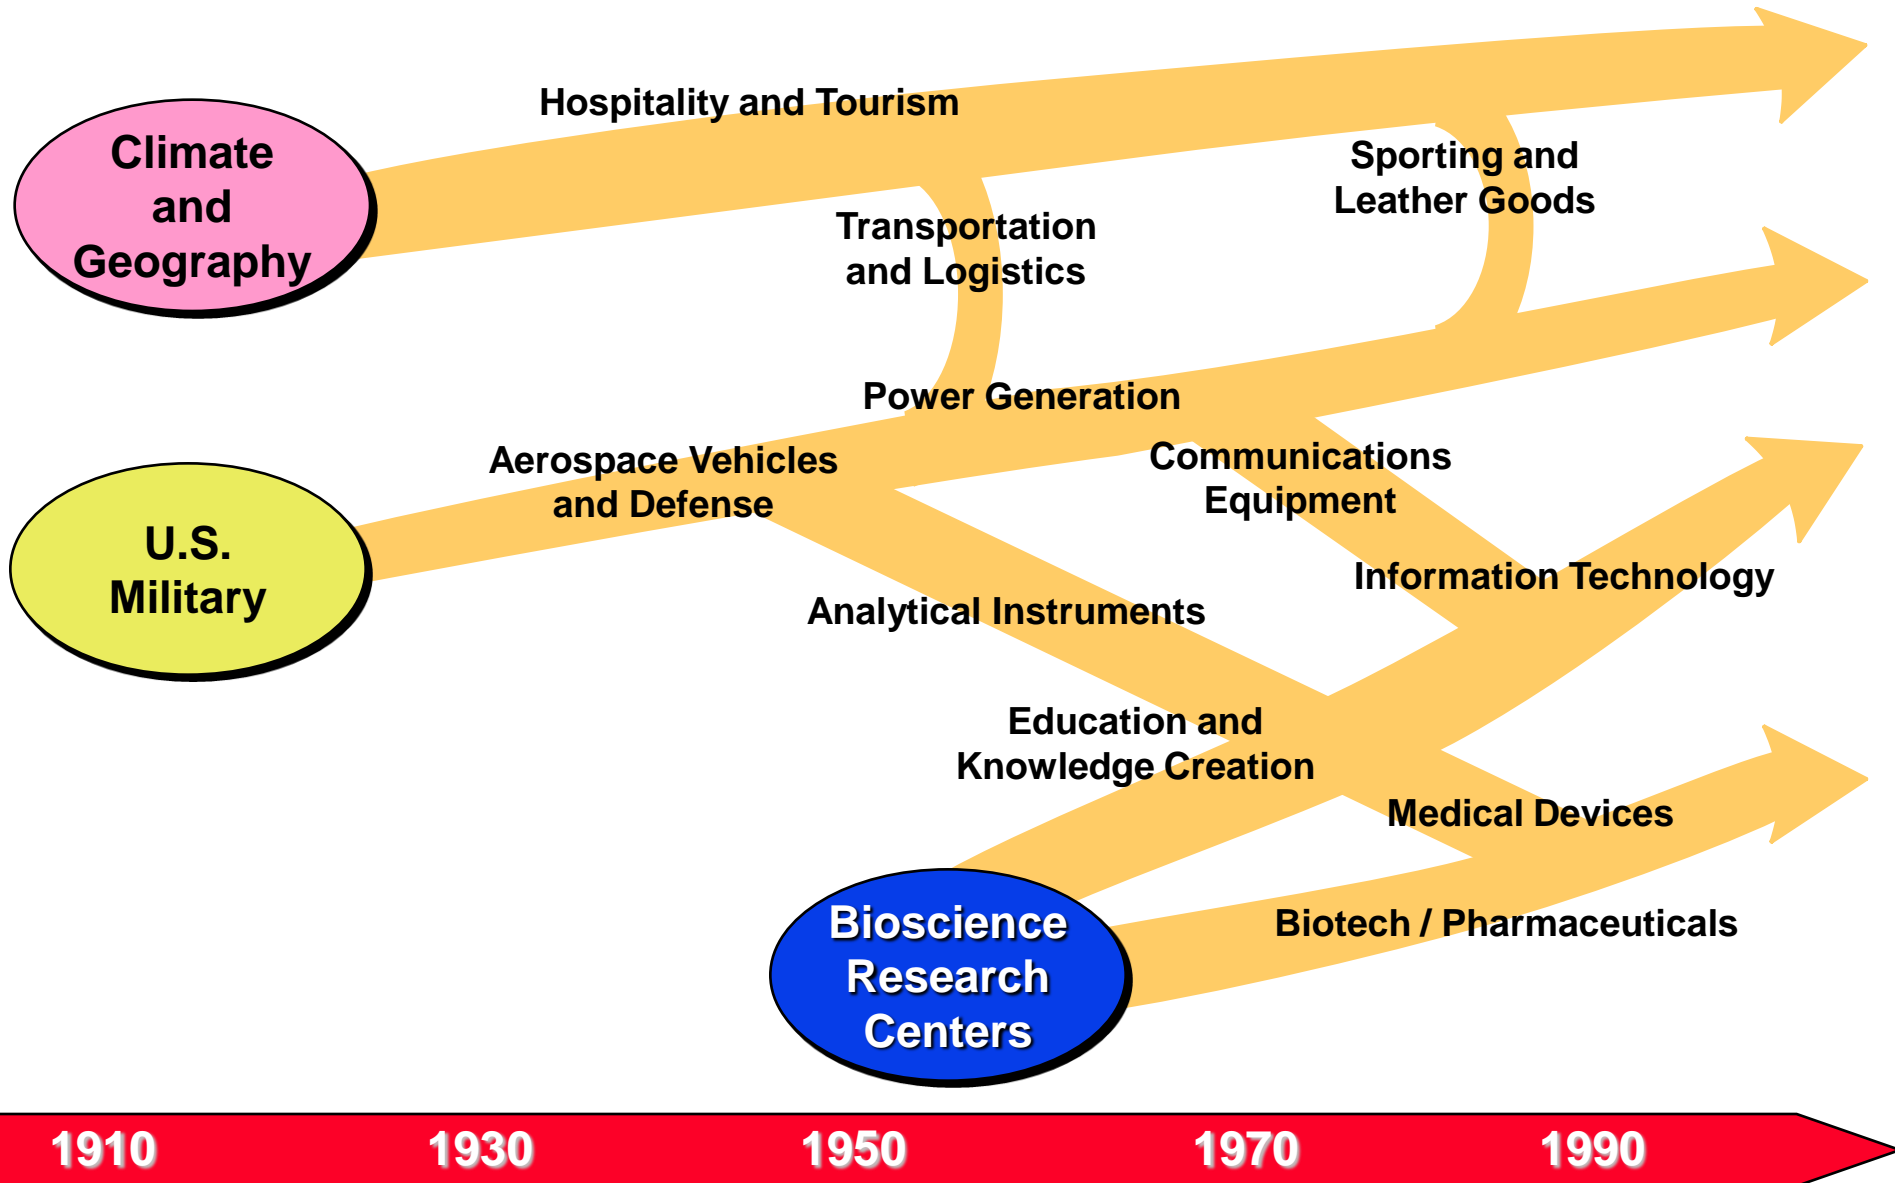 Hospitality and Tourism
Climate
and
Geography
Sporting and
Leather Goods
Transportation
and Logistics
Power Generation
Aerospace Vehicles
and Defense
Communications
Equipment
U.S.
Military
Information Technology
Analytical Instruments
Education and
Knowledge Creation
Medical Devices
Bioscience
Research
Centers
Biotech / Pharmaceuticals
1910 1930 1950 1970 1990